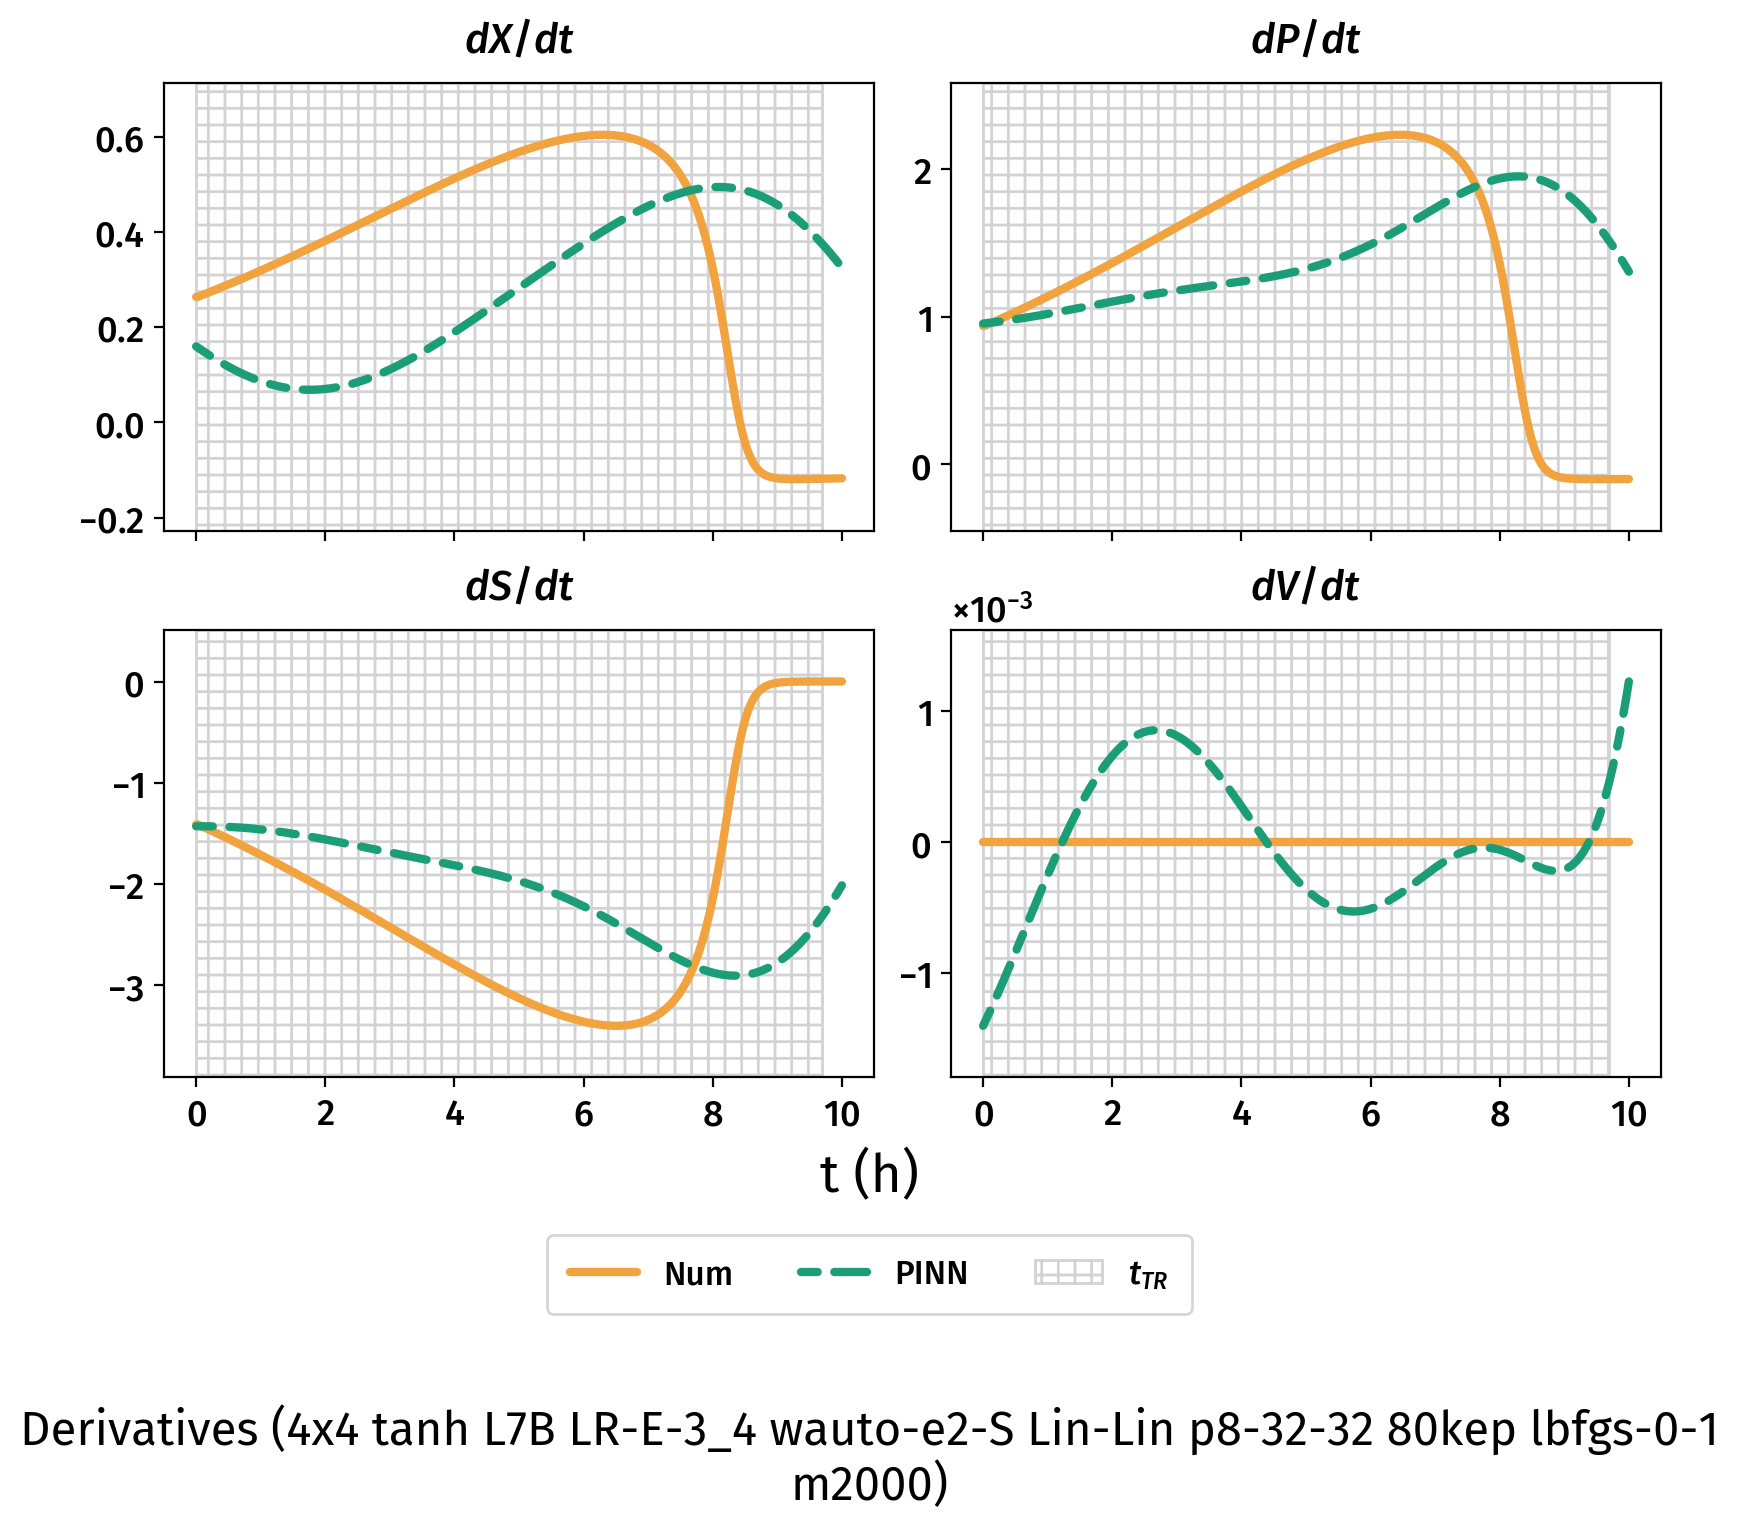 dX/dt
dP/dt
0.6
0.4
0.2
0.0
−0.2
2
1
0
dS/dt
dV/dt
×10⁻³
0
−1
−2
−3
1
0
−1
0 2 4 6 8 10
0 2 4 6 8 10
t (h)
Num PINN t_TR
Derivatives (4x4 tanh L7B LR-E-3_4 wauto-e2-S Lin-Lin p8-32-32 80kep lbfgs-0-1
m2000)